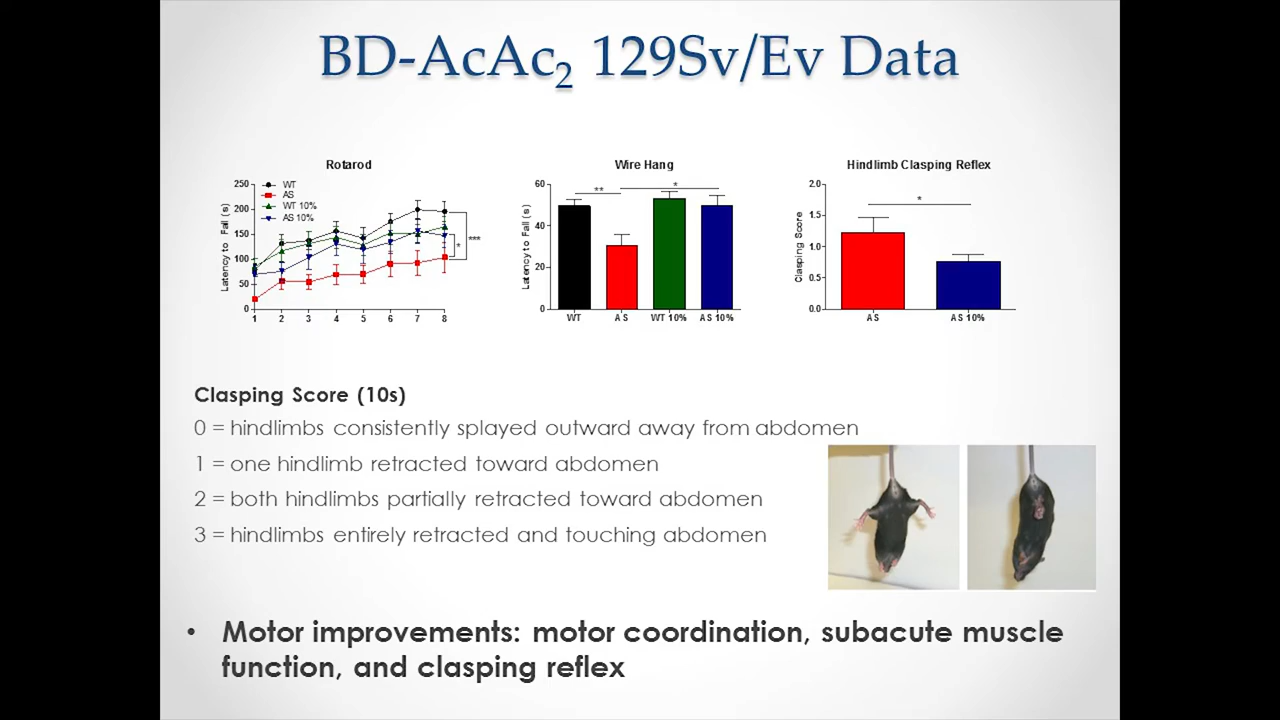 BD-AcAc2 129Sv/Ev Data
Rotarod
Latency to Fall (s)
250
200
150
100
50
0
WT
AS
WT 10%
AS 10%
*
***
1 2 3 4 5 6 7 8
Wire Hang
Latency to Fall (s)
60
40
20
0
**
*
WT AS WT 10% AS 10%
Hindlimb Clasping Reflex
Clasping Score
2.0
1.5
1.0
0.5
0.0
*
AS AS 10%
Clasping Score (10s)
0 = hindlimbs consistently splayed outward away from abdomen
1 = one hindlimb retracted toward abdomen
2 = both hindlimbs partially retracted toward abdomen
3 = hindlimbs entirely retracted and touching abdomen
• Motor improvements: motor coordination, subacute muscle
function, and clasping reflex